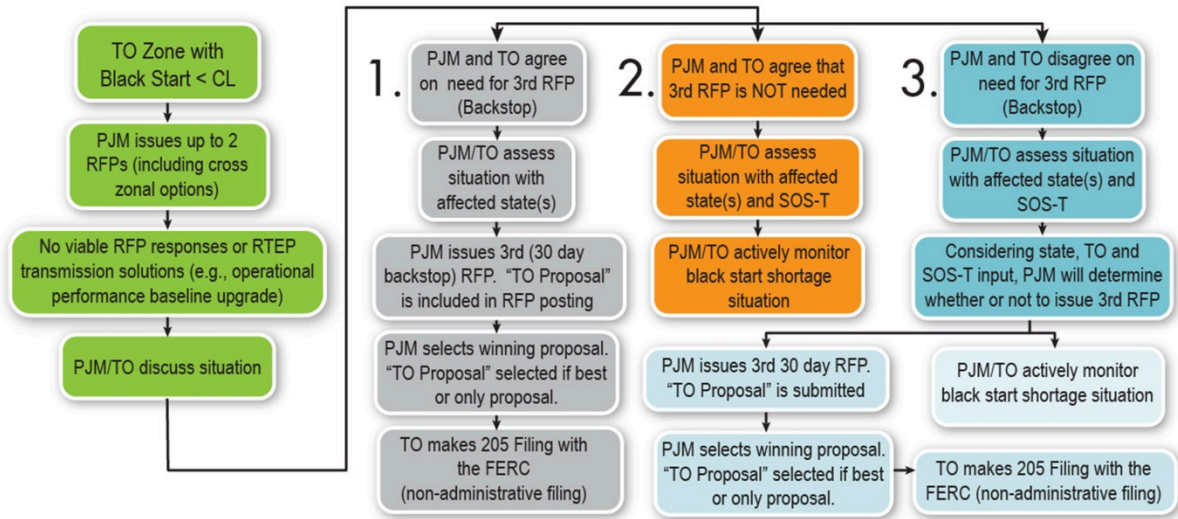 TO Zone with
Black Start < CL
PJM issues up to 2
RFPs (including cross
zonal options)
No viable RFP responses or RTEP
transmission solutions (e.g., operational
performance baseline upgrade)
PJM/TO discuss situation
1.
PJM and TO agree
on need for 3rd RFP
(Backstop)
PJM/TO assess
situation with
affected state(s)
PJM issues 3rd (30 day
backstop) RFP. “TO Proposal”
is included in RFP posting
PJM selects winning proposal.
“TO Proposal” selected if best
or only proposal.
TO makes 205 Filing with
the FERC
(non-administrative filing)
2.
PJM and TO agree that
3rd RFP is NOT needed
PJM/TO assess
situation with affected
state(s) and SOS-T
PJM/TO actively monitor
black start shortage
situation
3.
PJM and TO disagree on
need for 3rd RFP
(Backstop)
PJM/TO assess situation
with affected state(s) and
SOS-T
Considering state, TO and
SOS-T input, PJM will determine
whether or not to issue 3rd RFP
PJM issues 3rd 30 day RFP.
“TO Proposal” is submitted
PJM selects winning proposal.
“TO Proposal” selected if best
or only proposal.
TO makes 205 Filing with the
FERC (non-administrative filing)
PJM/TO actively monitor
black start shortage situation